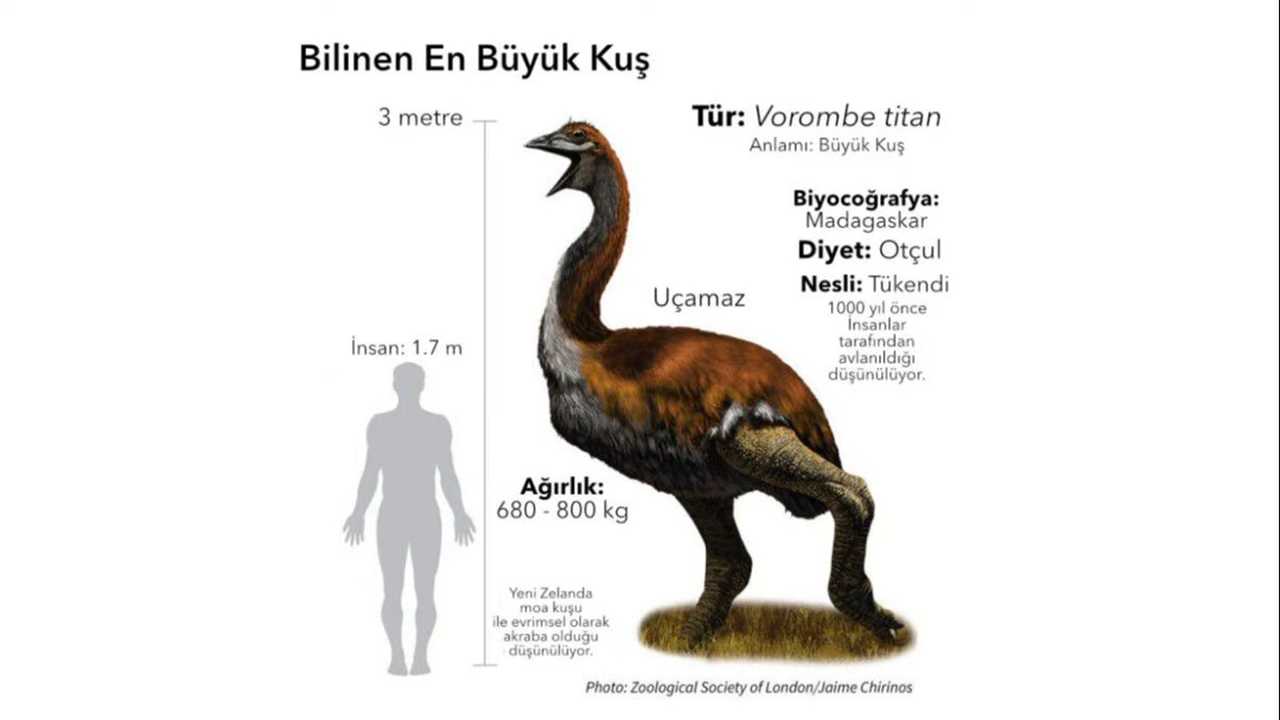 Bilinen En Büyük Kuş
3 metre
Tür: Vorombe titan
Anlamı: Büyük Kuş
Biyocoğrafya:
Madagaskar
Diyet: Otçul
Nesli: Tükendi
1000 yıl önce
İnsanlar
tarafından
avlanıldığı
düşünülüyor.
Uçamaz
İnsan: 1.7 m
Ağırlık:
680 - 800 kg
Yeni Zelanda
moa kuşu
ile evrimsel olarak
akraba olduğu
düşünülüyor.
Photo: Zoological Society of London/Jaime Chirinos